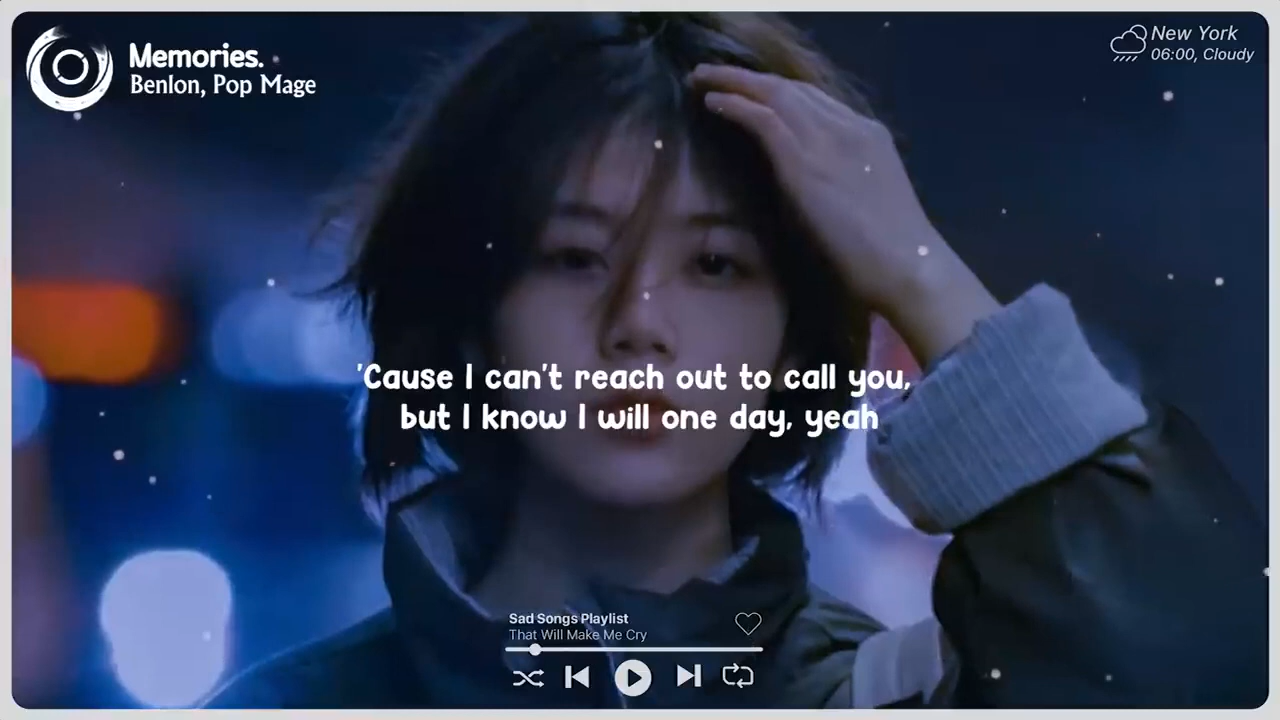 Memories.
Benlon, Pop Mage
New York
06:00, Cloudy
'Cause I can't reach out to call you,
but I know I will one day, yeah
Sad Songs Playlist
That Will Make Me Cry